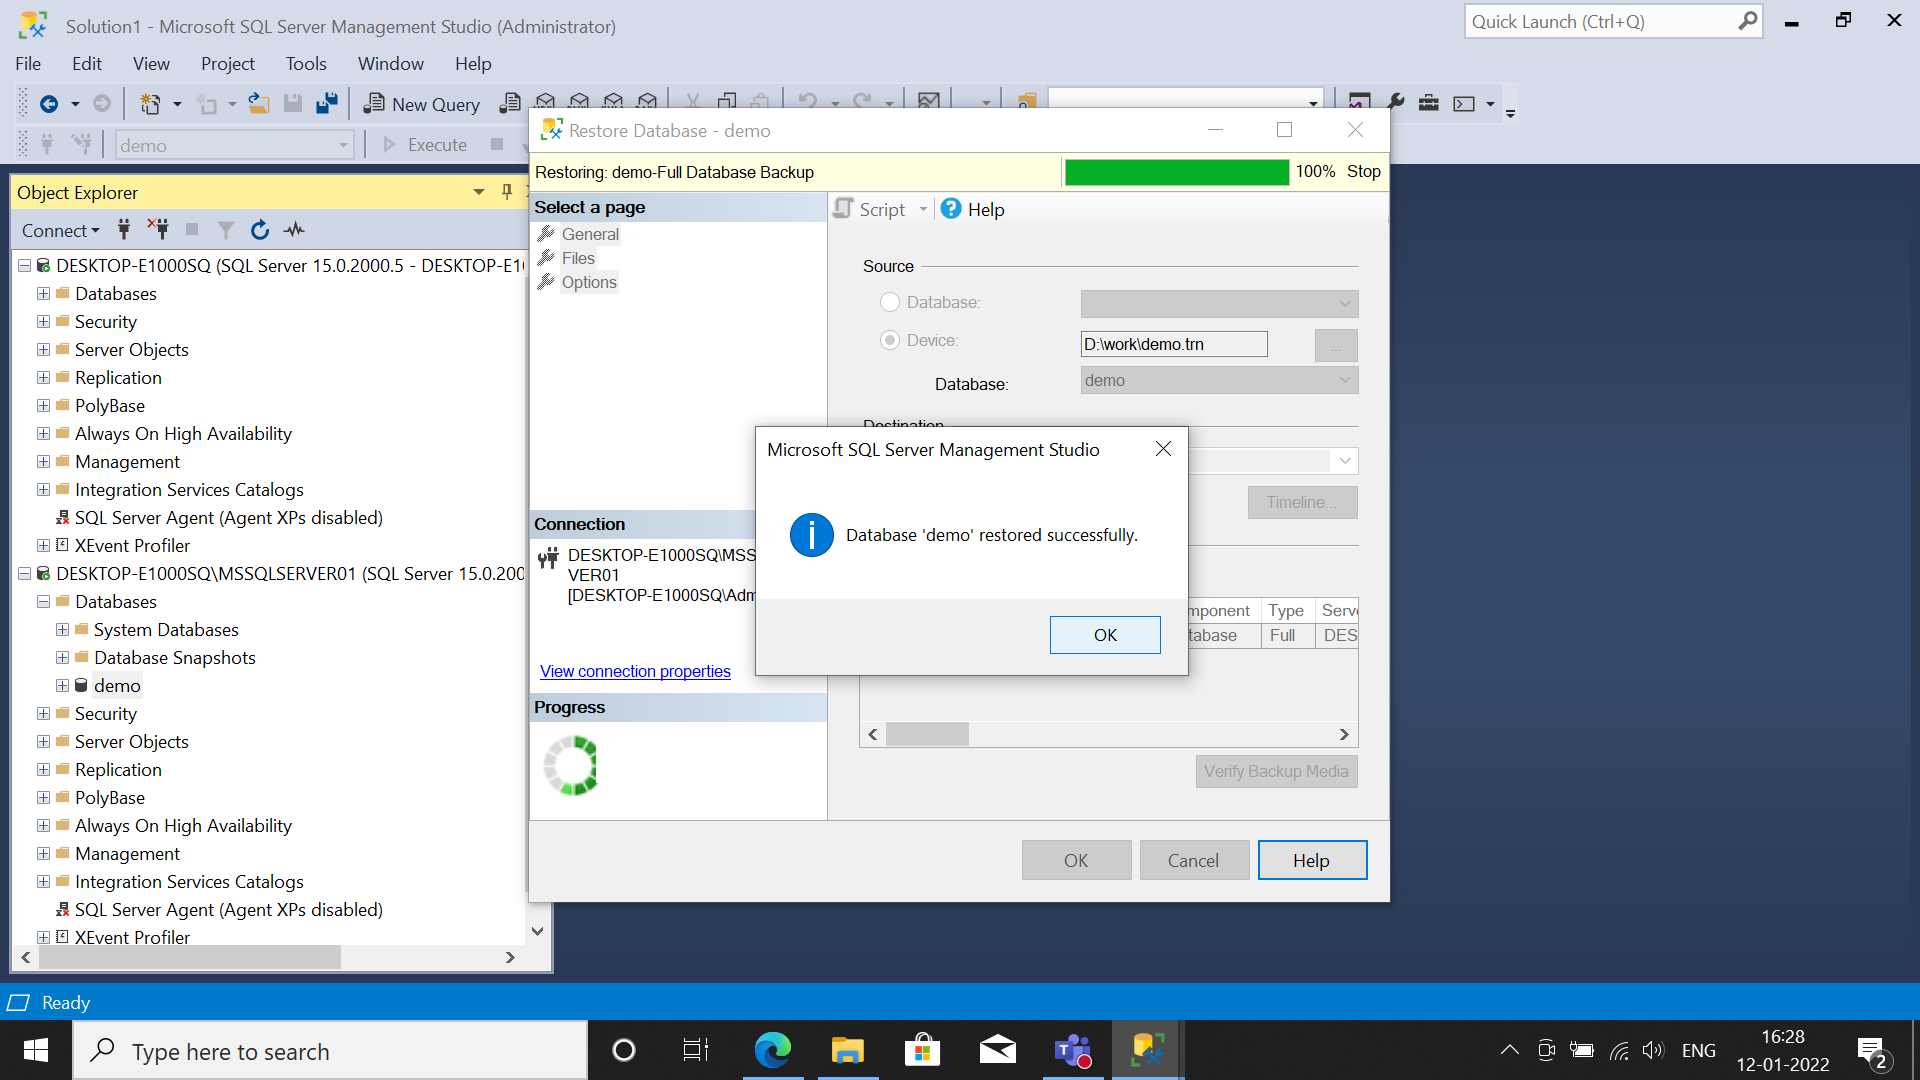 Solution1 - Microsoft SQL Server Management Studio (Administrator)
Quick Launch (Ctrl+Q)
File Edit View Project Tools Window Help
New Query
demo
Execute
Restore Database - demo
Restoring: demo-Full Database Backup
100% Stop
Object Explorer
Connect
DESKTOP-E1000SQ (SQL Server 15.0.2000.5 - DESKTOP-E1
Databases
Security
Server Objects
Replication
PolyBase
Always On High Availability
Management
Integration Services Catalogs
SQL Server Agent (Agent XPs disabled)
XEvent Profiler
DESKTOP-E1000SQ\MSSQLSERVER01 (SQL Server 15.0.200
Databases
System Databases
Database Snapshots
demo
Security
Server Objects
Replication
PolyBase
Always On High Availability
Management
Integration Services Catalogs
SQL Server Agent (Agent XPs disabled)
XEvent Profiler
Select a page
General
Files
Options
Script
Help
Source
Database:
Device:
D:\work\demo.trn
...
Database:
demo
Destination
Timeline...
Connection
DESKTOP-E1000SQ\MSS
VER01
[DESKTOP-E1000SQ\Adm
View connection properties
Progress
Microsoft SQL Server Management Studio
Database 'demo' restored successfully.
OK
mponent Type Serve
tabase Full DES
Verify Backup Media
OK Cancel Help
Ready
Type here to search
ENG
16:28
12-01-2022
2